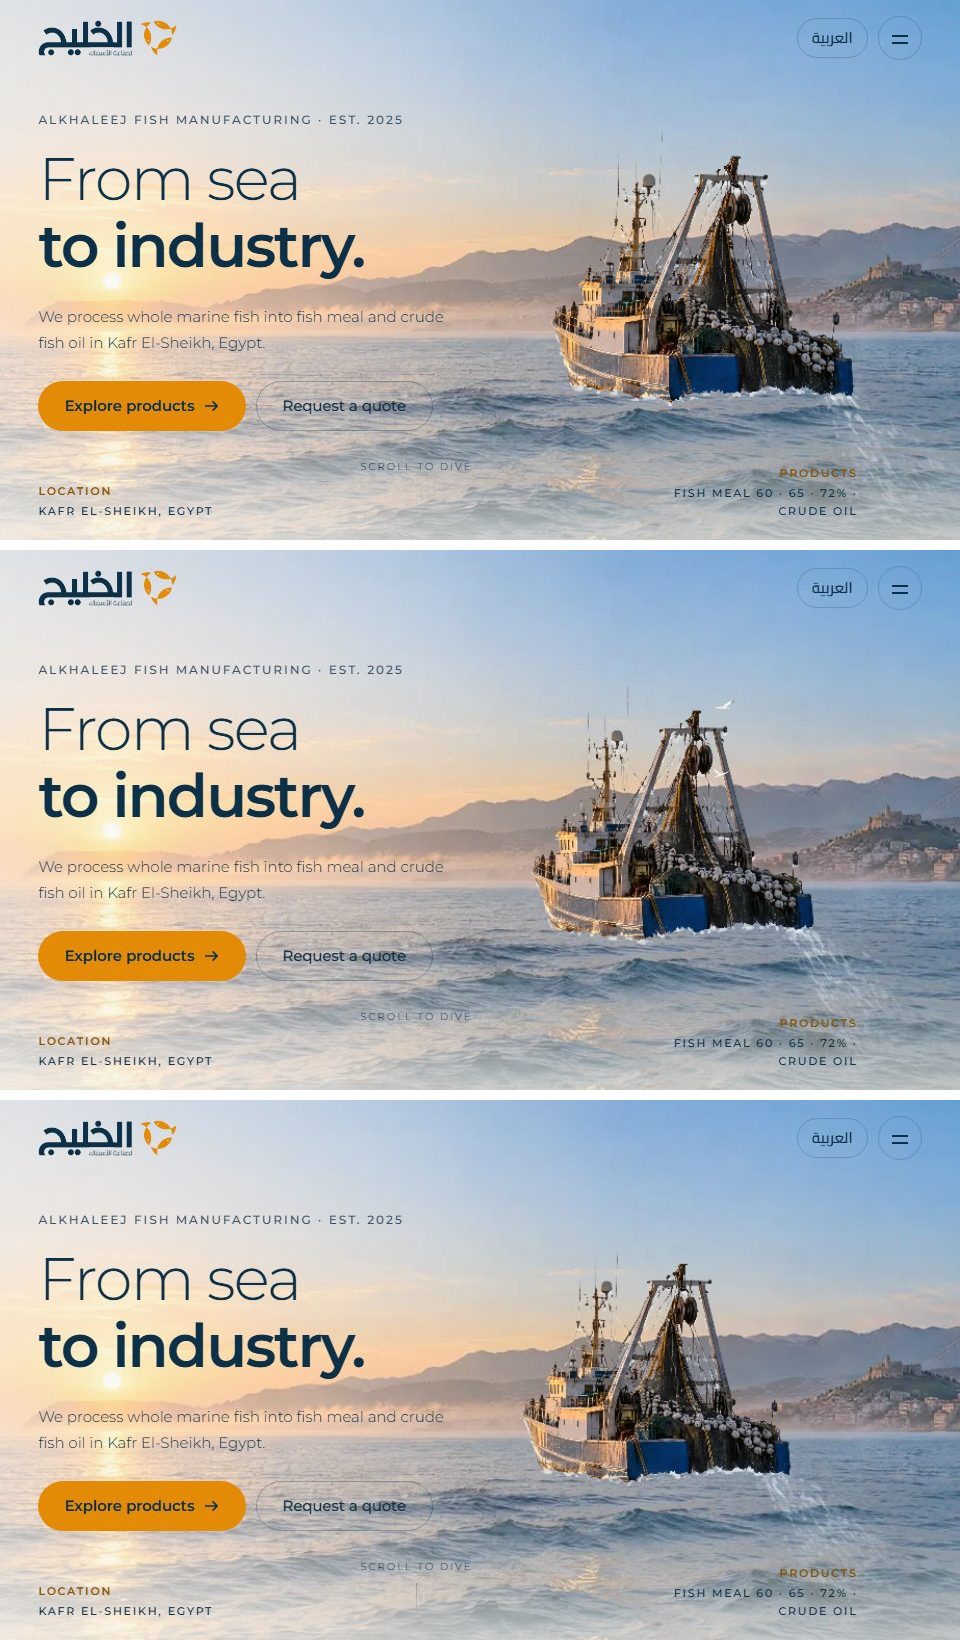 الخليج
لصناعة الأسماك
العربية
ALKHALEEJ FISH MANUFACTURING · EST. 2025
From sea
to industry.
We process whole marine fish into fish meal and crude
fish oil in Kafr El-Sheikh, Egypt.
Explore products →
Request a quote
SCROLL TO DIVE
LOCATION
KAFR EL-SHEIKH, EGYPT
PRODUCTS
FISH MEAL 60 · 65 · 72% ·
CRUDE OIL
الخليج
لصناعة الأسماك
العربية
ALKHALEEJ FISH MANUFACTURING · EST. 2025
From sea
to industry.
We process whole marine fish into fish meal and crude
fish oil in Kafr El-Sheikh, Egypt.
Explore products →
Request a quote
SCROLL TO DIVE
LOCATION
KAFR EL-SHEIKH, EGYPT
PRODUCTS
FISH MEAL 60 · 65 · 72% ·
CRUDE OIL
الخليج
لصناعة الأسماك
العربية
ALKHALEEJ FISH MANUFACTURING · EST. 2025
From sea
to industry.
We process whole marine fish into fish meal and crude
fish oil in Kafr El-Sheikh, Egypt.
Explore products →
Request a quote
SCROLL TO DIVE
LOCATION
KAFR EL-SHEIKH, EGYPT
PRODUCTS
FISH MEAL 60 · 65 · 72% ·
CRUDE OIL